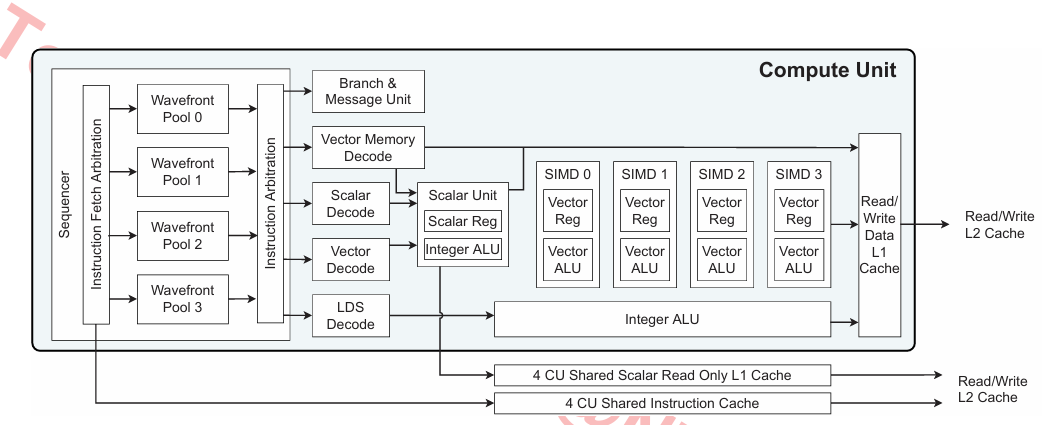 Compute Unit
Sequencer
Instruction Fetch Arbitration
Wavefront
Pool 0
Wavefront
Pool 1
Wavefront
Pool 2
Wavefront
Pool 3
Instruction Arbitration
Branch &
Message Unit
Vector Memory
Decode
Scalar
Decode
Vector
Decode
LDS
Decode
Scalar Unit
Scalar Reg
Integer ALU
SIMD 0
Vector
Reg
Vector
ALU
SIMD 1
Vector
Reg
Vector
ALU
SIMD 2
Vector
Reg
Vector
ALU
SIMD 3
Vector
Reg
Vector
ALU
Integer ALU
Read/
Write
Data
L1
Cache
Read/Write
L2 Cache
4 CU Shared Scalar Read Only L1 Cache
4 CU Shared Instruction Cache
Read/Write
L2 Cache